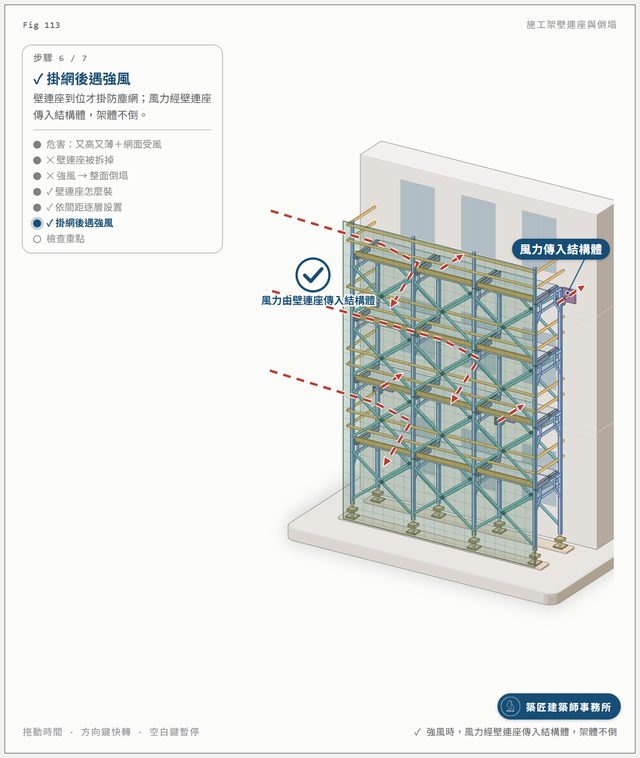 Fig 113
施工架壁連座與倒塌
步驟 6 / 7
✓ 掛網後遇強風
壁連座到位才掛防塵網；風力經壁連座
傳入結構體，架體不倒。
危害：又高又薄＋網面受風
✕ 壁連座被拆掉
✕ 強風 → 整面倒塌
✓ 壁連座怎麼裝
✓ 依間距逐層設置
✓ 掛網後遇強風
檢查重點
風力傳入結構體
風力由壁連座傳入結構體
築匠建築師事務所
拖動時間 · 方向鍵快轉 · 空白鍵暫停
✓ 強風時，風力經壁連座傳入結構體，架體不倒